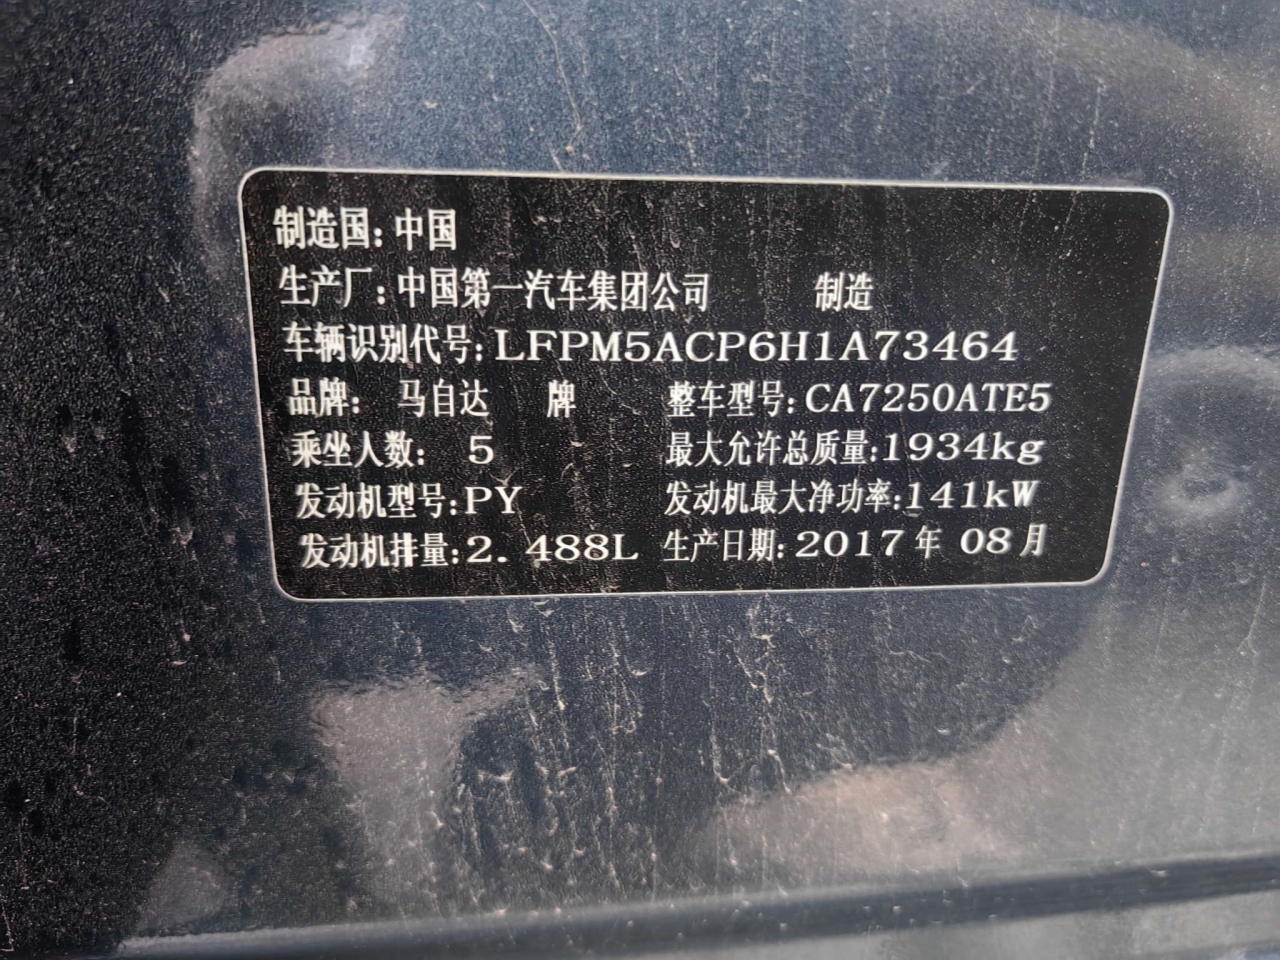 制造国：中国
生产厂：中国第一汽车集团公司 制造
车辆识别代号：LFPM5ACP6H1A73464
品牌： 马自达 牌 整车型号：CA7250ATE5
乘坐人数： 5 最大允许总质量：1934kg
发动机型号：PY 发动机最大净功率：141kW
发动机排量：2. 488L 生产日期：2017年 08月